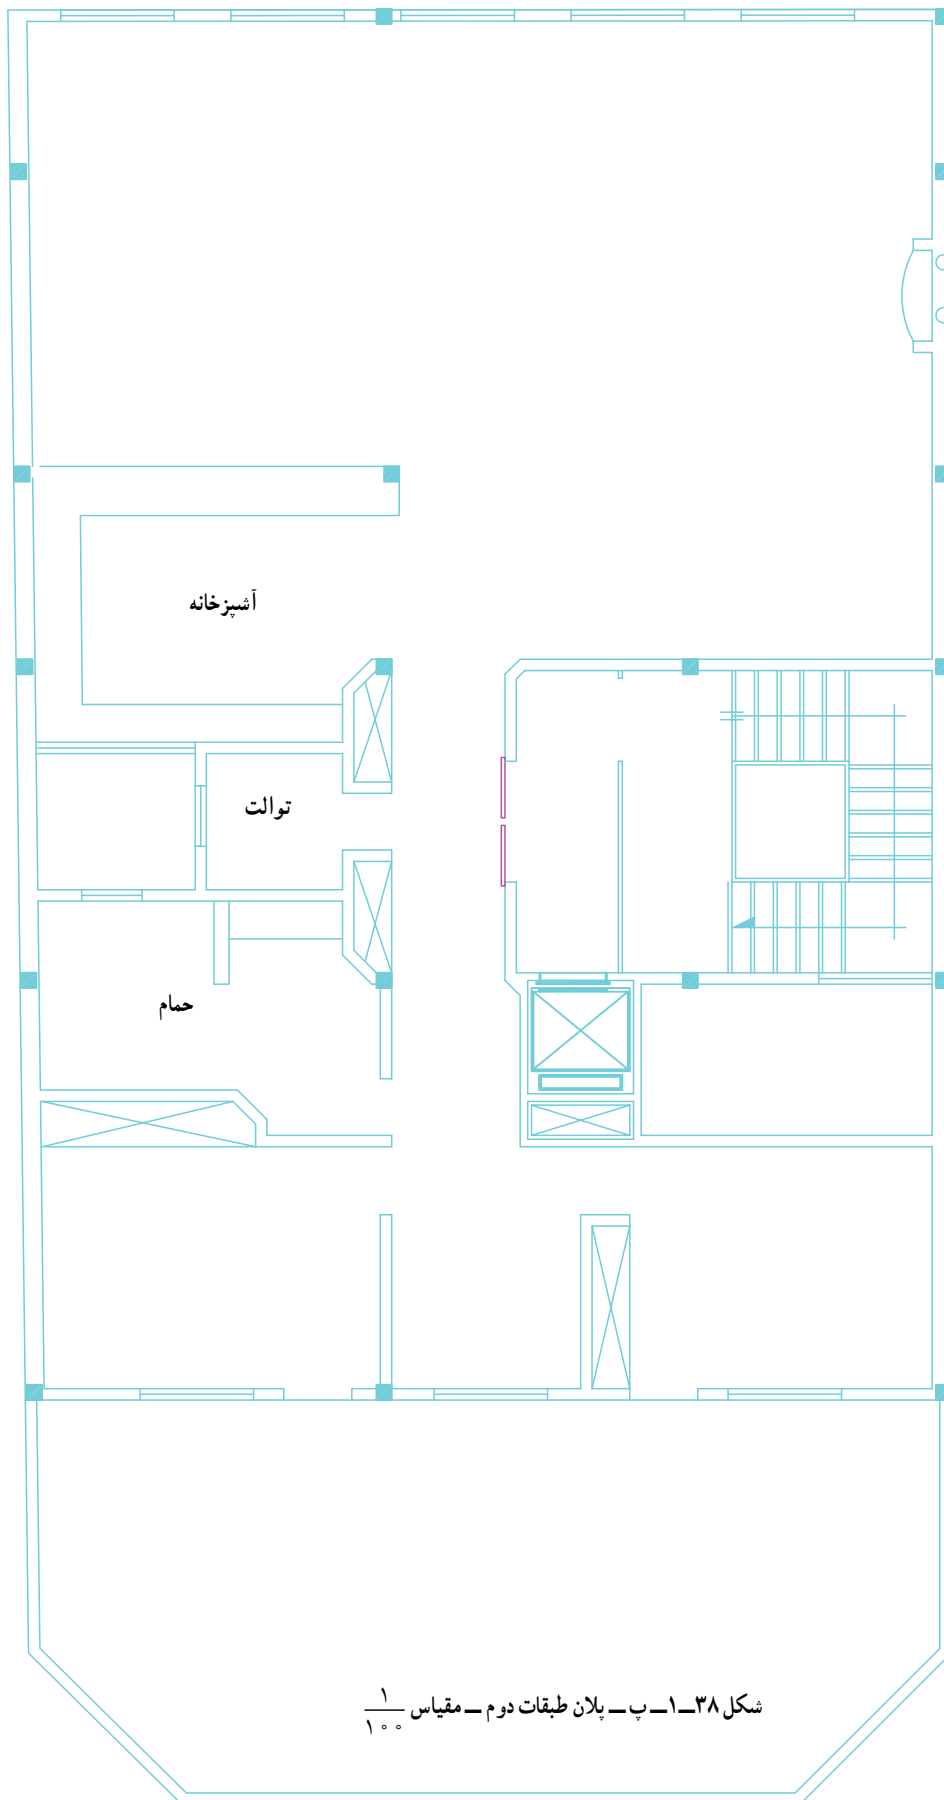 آشپزخانه
توالت
حمام
شکل ۳۸ــ۱ــ پ ــ پلان طبقات دوم ــ مقیاس ۱/۱۰۰